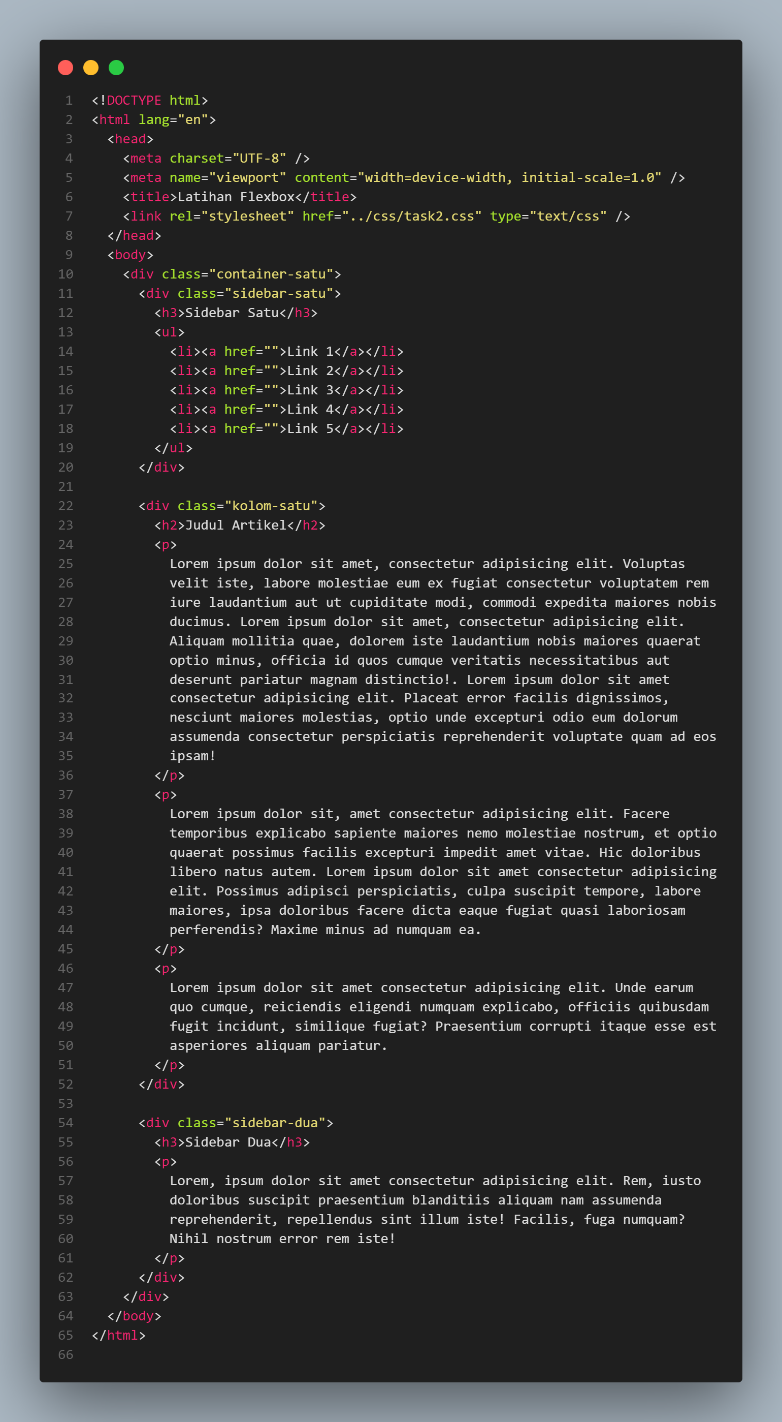 1 <!DOCTYPE html>
2 <html lang="en">
3   <head>
4     <meta charset="UTF-8" />
5     <meta name="viewport" content="width=device-width, initial-scale=1.0" />
6     <title>Latihan Flexbox</title>
7     <link rel="stylesheet" href="../css/task2.css" type="text/css" />
8   </head>
9   <body>
10     <div class="container-satu">
11       <div class="sidebar-satu">
12         <h3>Sidebar Satu</h3>
13         <ul>
14           <li><a href="">Link 1</a></li>
15           <li><a href="">Link 2</a></li>
16           <li><a href="">Link 3</a></li>
17           <li><a href="">Link 4</a></li>
18           <li><a href="">Link 5</a></li>
19         </ul>
20       </div>
21
22       <div class="kolom-satu">
23         <h2>Judul Artikel</h2>
24         <p>
25           Lorem ipsum dolor sit amet, consectetur adipisicing elit. Voluptas
26           velit iste, labore molestiae eum ex fugiat consectetur voluptatem rem
27           iure laudantium aut ut cupiditate modi, commodi expedita maiores nobis
28           ducimus. Lorem ipsum dolor sit amet, consectetur adipisicing elit.
29           Aliquam mollitia quae, dolorem iste laudantium nobis maiores quaerat
30           optio minus, officia id quos cumque veritatis necessitatibus aut
31           deserunt pariatur magnam distinctio!. Lorem ipsum dolor sit amet
32           consectetur adipisicing elit. Placeat error facilis dignissimos,
33           nesciunt maiores molestias, optio unde excepturi odio eum dolorum
34           assumenda consectetur perspiciatis reprehenderit voluptate quam ad eos
35           ipsam!
36         </p>
37         <p>
38           Lorem ipsum dolor sit, amet consectetur adipisicing elit. Facere
39           temporibus explicabo sapiente maiores nemo molestiae nostrum, et optio
40           quaerat possimus facilis excepturi impedit amet vitae. Hic doloribus
41           libero natus autem. Lorem ipsum dolor sit amet consectetur adipisicing
42           elit. Possimus adipisci perspiciatis, culpa suscipit tempore, labore
43           maiores, ipsa doloribus facere dicta eaque fugiat quasi laboriosam
44           perferendis? Maxime minus ad numquam ea.
45         </p>
46         <p>
47           Lorem ipsum dolor sit amet consectetur adipisicing elit. Unde earum
48           quo cumque, reiciendis eligendi numquam explicabo, officiis quibusdam
49           fugit incidunt, similique fugiat? Praesentium corrupti itaque esse est
50           asperiores aliquam pariatur.
51         </p>
52       </div>
53
54       <div class="sidebar-dua">
55         <h3>Sidebar Dua</h3>
56         <p>
57           Lorem, ipsum dolor sit amet consectetur adipisicing elit. Rem, iusto
58           doloribus suscipit praesentium blanditiis aliquam nam assumenda
59           reprehenderit, repellendus sint illum iste! Facilis, fuga numquam?
60           Nihil nostrum error rem iste!
61         </p>
62       </div>
63     </div>
64   </body>
65 </html>
66